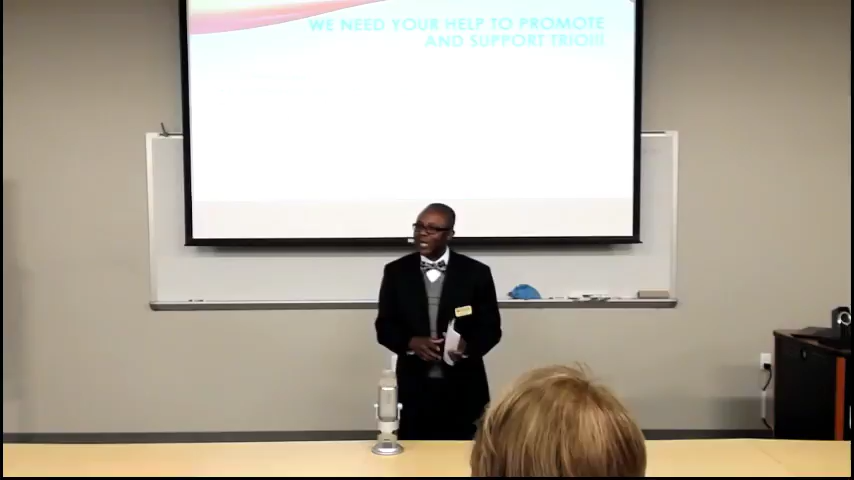 WE NEED YOUR HELP TO PROMOTE
AND SUPPORT TRIO!!!